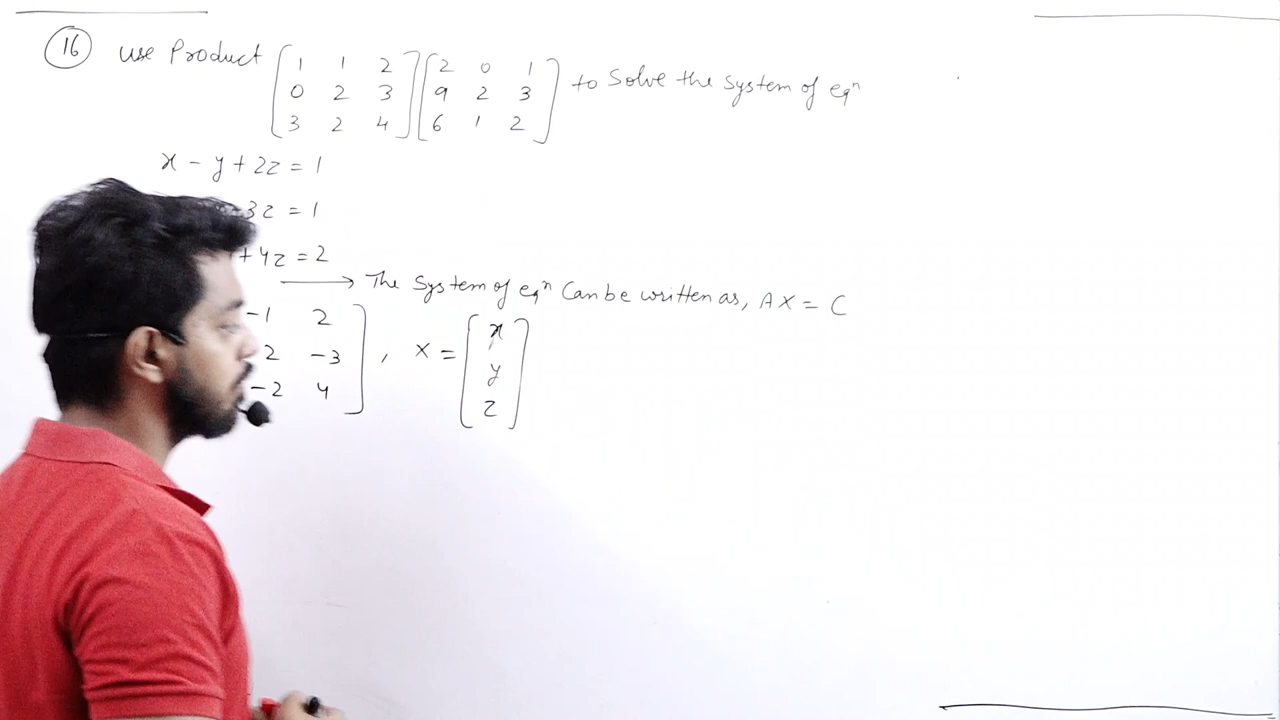 16 Use Product [1 1 2 [2 0 1 to Solve the System of eqⁿ
0 2 3 9 2 3
3 2 4] 6 1 2]
x - y + 2z = 1
3z = 1
+4z = 2
→ The System of eqⁿ Can be written as, AX = C
-1 2
2 -3
-2 4] , X = [x
y
z]